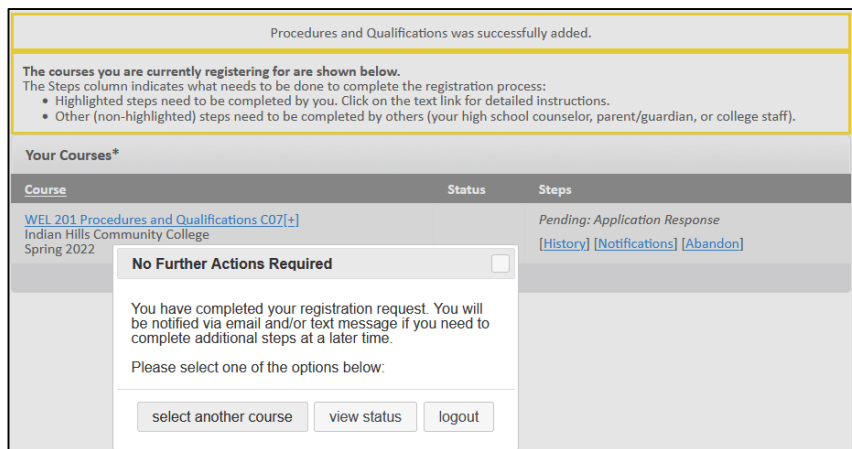 Procedures and Qualifications was successfully added.
The courses you are currently registering for are shown below.
The Steps column indicates what needs to be done to complete the registration process:
• Highlighted steps need to be completed by you. Click on the text link for detailed instructions.
• Other (non-highlighted) steps need to be completed by others (your high school counselor, parent/guardian, or college staff).
Your Courses*
Course Status Steps
WEL 201 Procedures and Qualifications C07[+] Pending: Application Response
Indian Hills Community College
Spring 2022 [History] [Notifications] [Abandon]
No Further Actions Required
You have completed your registration request. You will
be notified via email and/or text message if you need to
complete additional steps at a later time.
Please select one of the options below:
select another course view status logout